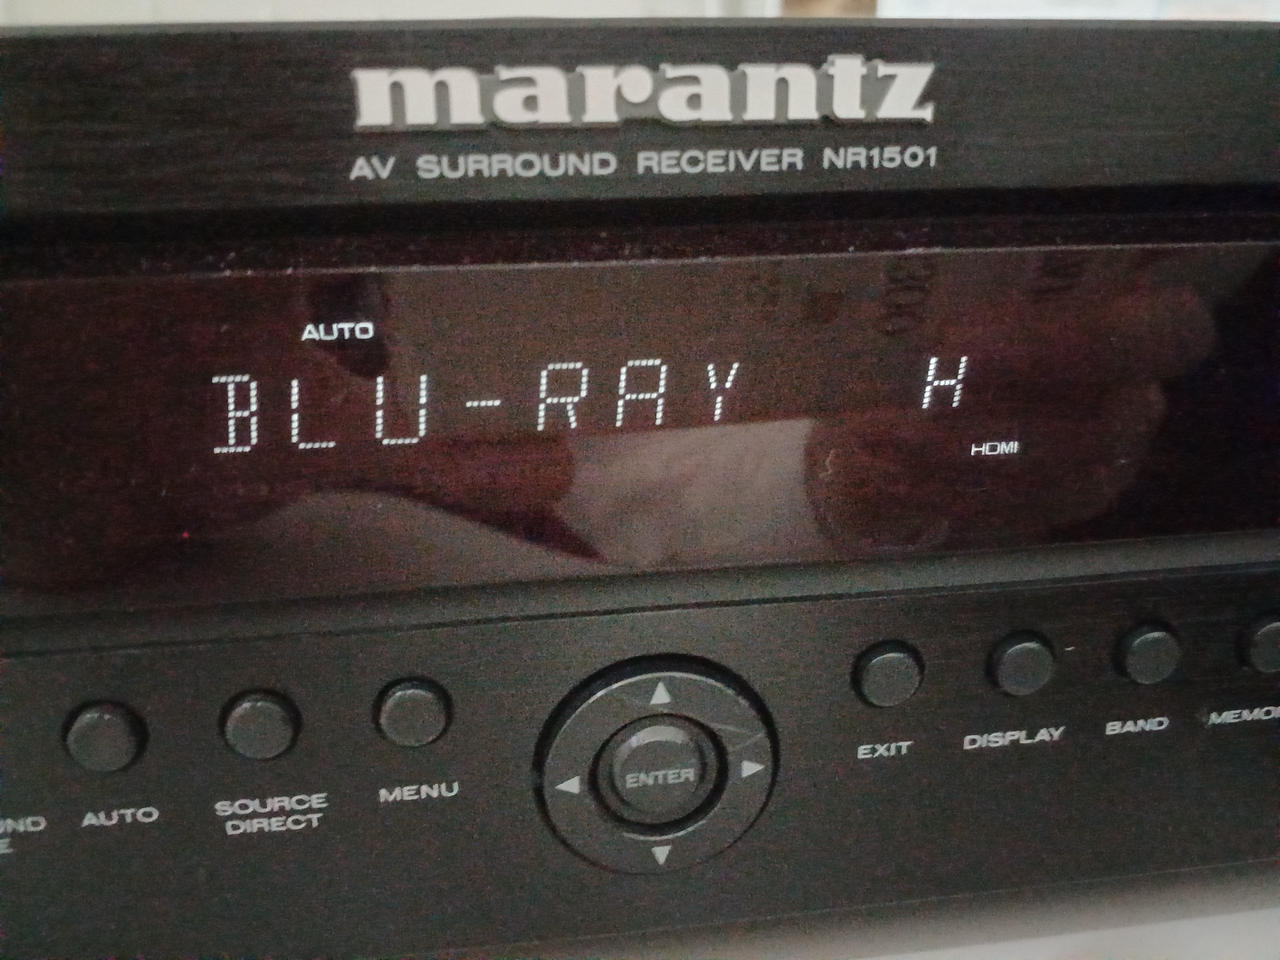 marantz
AV SURROUND RECEIVER NR1501
AUTO
BLU-RAY H
HDMI
AUTO
SOURCE
DIRECT
MENU
ENTER
EXIT
DISPLAY
BAND